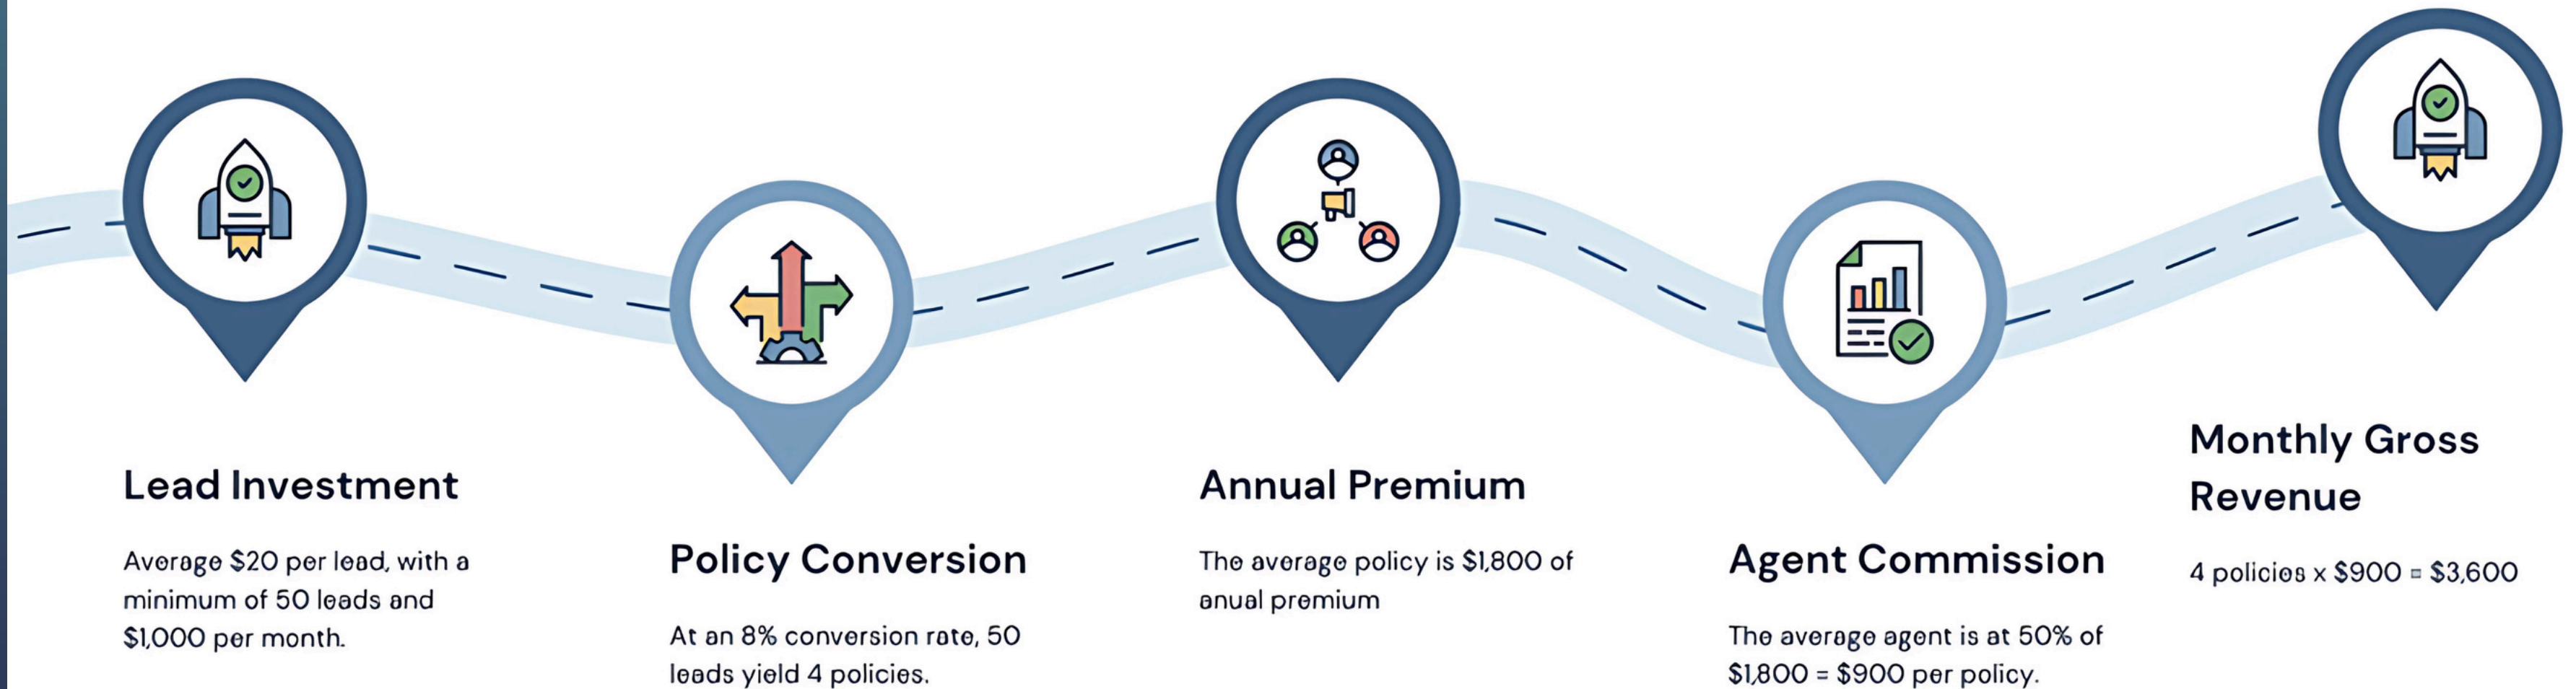 Lead Investment
Average $20 per lead, with a
minimum of 50 leads and
$1,000 per month.
Policy Conversion
At an 8% conversion rate, 50
leads yield 4 policies.
Annual Premium
The average policy is $1,800 of
anual premium
Agent Commission
The average agent is at 50% of
$1,800 = $900 per policy.
Monthly Gross
Revenue
4 policies x $900 = $3,600